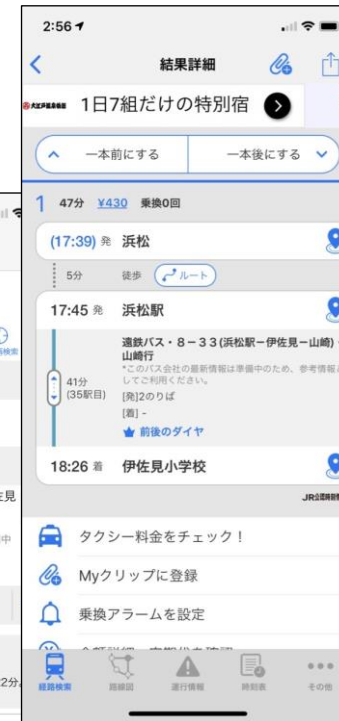 2:56
結果詳細
1日7組だけの特別宿
一本前にする
一本後にする
1 47分 ¥430 乗換0回
(17:39) 発 浜松
5分 徒歩 ルート
17:45 発 浜松駅
遠鉄バス・8-33(浜松駅-伊佐見-山崎)
山崎行
*このバス会社の最新情報は準備中のため、参考情報と
してご利用ください。
41分
(35駅目)
[発]2のりば
[着] -
前後のダイヤ
18:26 着 伊佐見小学校
タクシー料金をチェック!
Myクリップに登録
乗換アラームを設定
経路検索
路線図
運行情報
時刻表
その他